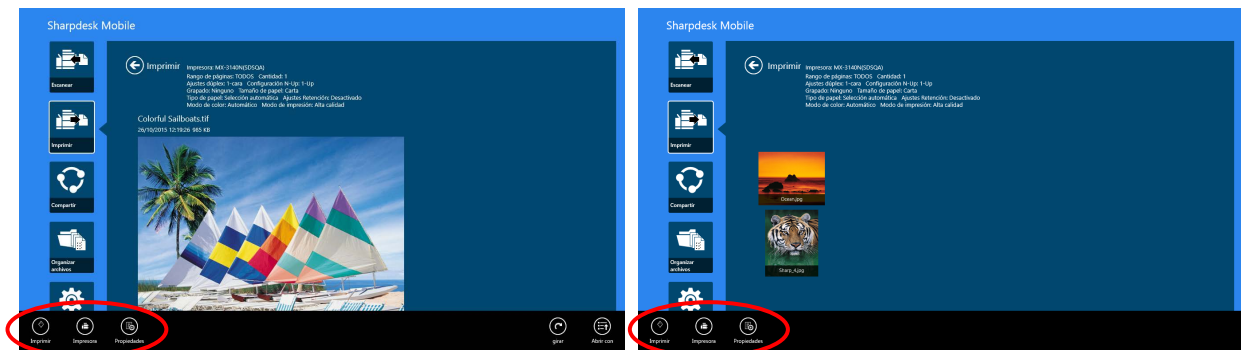 Sharpdesk Mobile
Escanear
Imprimir
Compartir
Organizar
archivos
Imprimir
Impresora: MX-3140N(SDSQA)
Rango de páginas: TODOS Cantidad: 1
Ajustes dúplex: 1-cara Configuración N-Up: 1-Up
Grapado: Ninguno Tamaño de papel: Carta
Tipo de papel: Selección automática Ajustes Retención: Desactivado
Modo de color: Automático Modo de impresión: Alta calidad
Colorful Sailboats.tif
26/10/2015 12:19:26 985 KB
Imprimir
Impresora
Propiedades
girar
Abrir con
Sharpdesk Mobile
Escanear
Imprimir
Compartir
Organizar
archivos
Imprimir
Impresora: MX-3140N(SDSQA)
Rango de páginas: TODOS Cantidad: 1
Ajustes dúplex: 1-cara Configuración N-Up: 1-Up
Grapado: Ninguno Tamaño de papel: Carta
Tipo de papel: Selección automática Ajustes Retención: Desactivado
Modo de color: Automático Modo de impresión: Alta calidad
Ocean.jpg
Sharp_4.jpg
Imprimir
Impresora
Propiedades